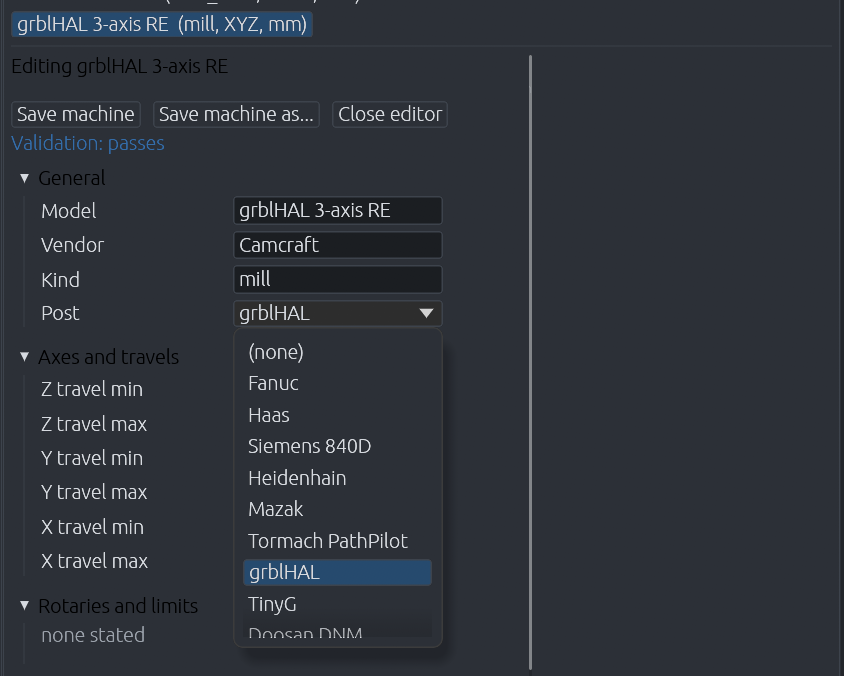 grblHAL 3-axis RE (mill, XYZ, mm)
Editing grblHAL 3-axis RE
Save machine Save machine as... Close editor
Validation: passes
General
Model grblHAL 3-axis RE
Vendor Camcraft
Kind mill
Post grblHAL
(none)
Axes and travels
Fanuc
Z travel min
Haas
Z travel max
Siemens 840D
Y travel min
Heidenhain
Y travel max
Mazak
X travel min
Tormach PathPilot
X travel max
grblHAL
Rotaries and limits
TinyG
none stated
Doosan DNM